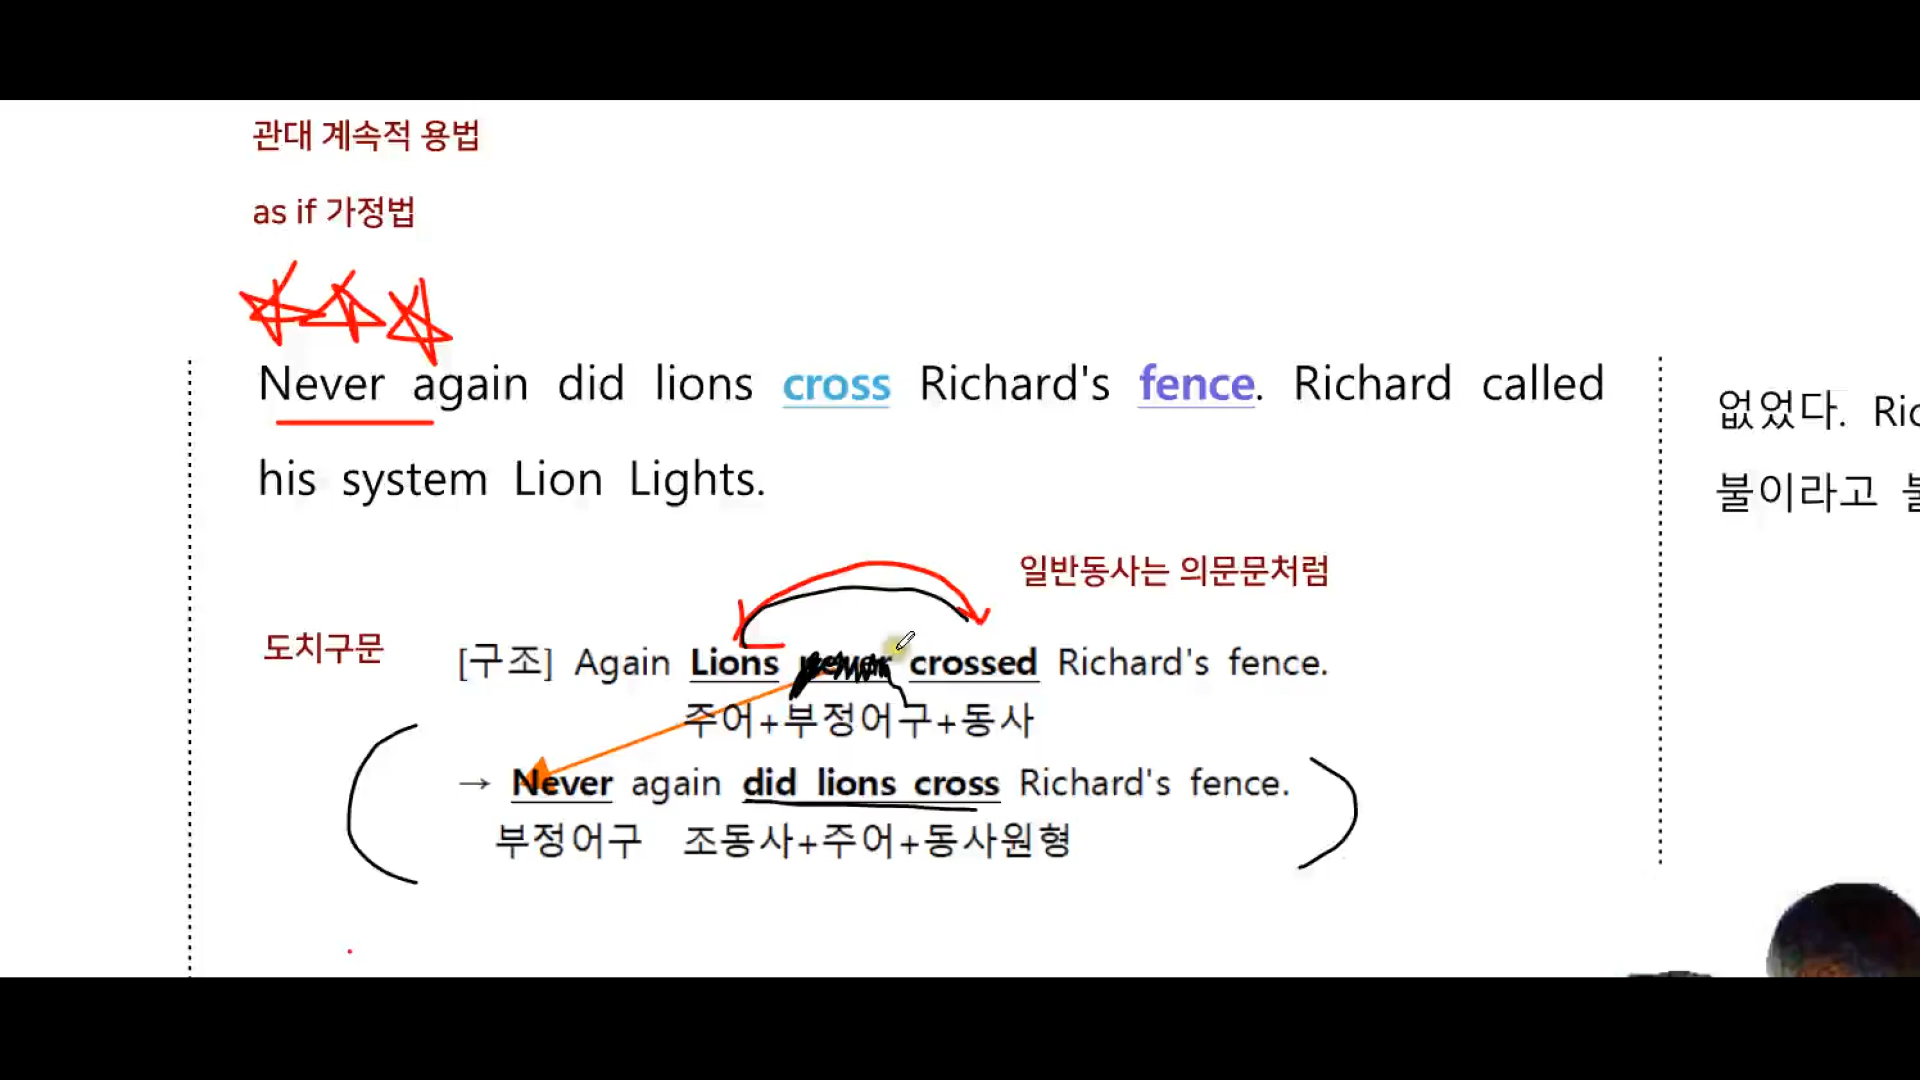 관대 계속적 용법
as if 가정법
Never again did lions cross Richard's fence. Richard called
his system Lion Lights.
없었다. Ric
불이라고
일반동사는 의문문처럼
도치구문
[구조] Again Lions never crossed Richard's fence.
주어+부정어구+동사
→ Never again did lions cross Richard's fence.
부정어구 조동사+주어+동사원형